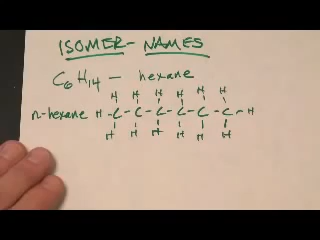 ISOMER - NAMES
C6H14 — hexane
H H H H H H
n-hexane H - C - C - C - C - C - C - H
H H H H H H